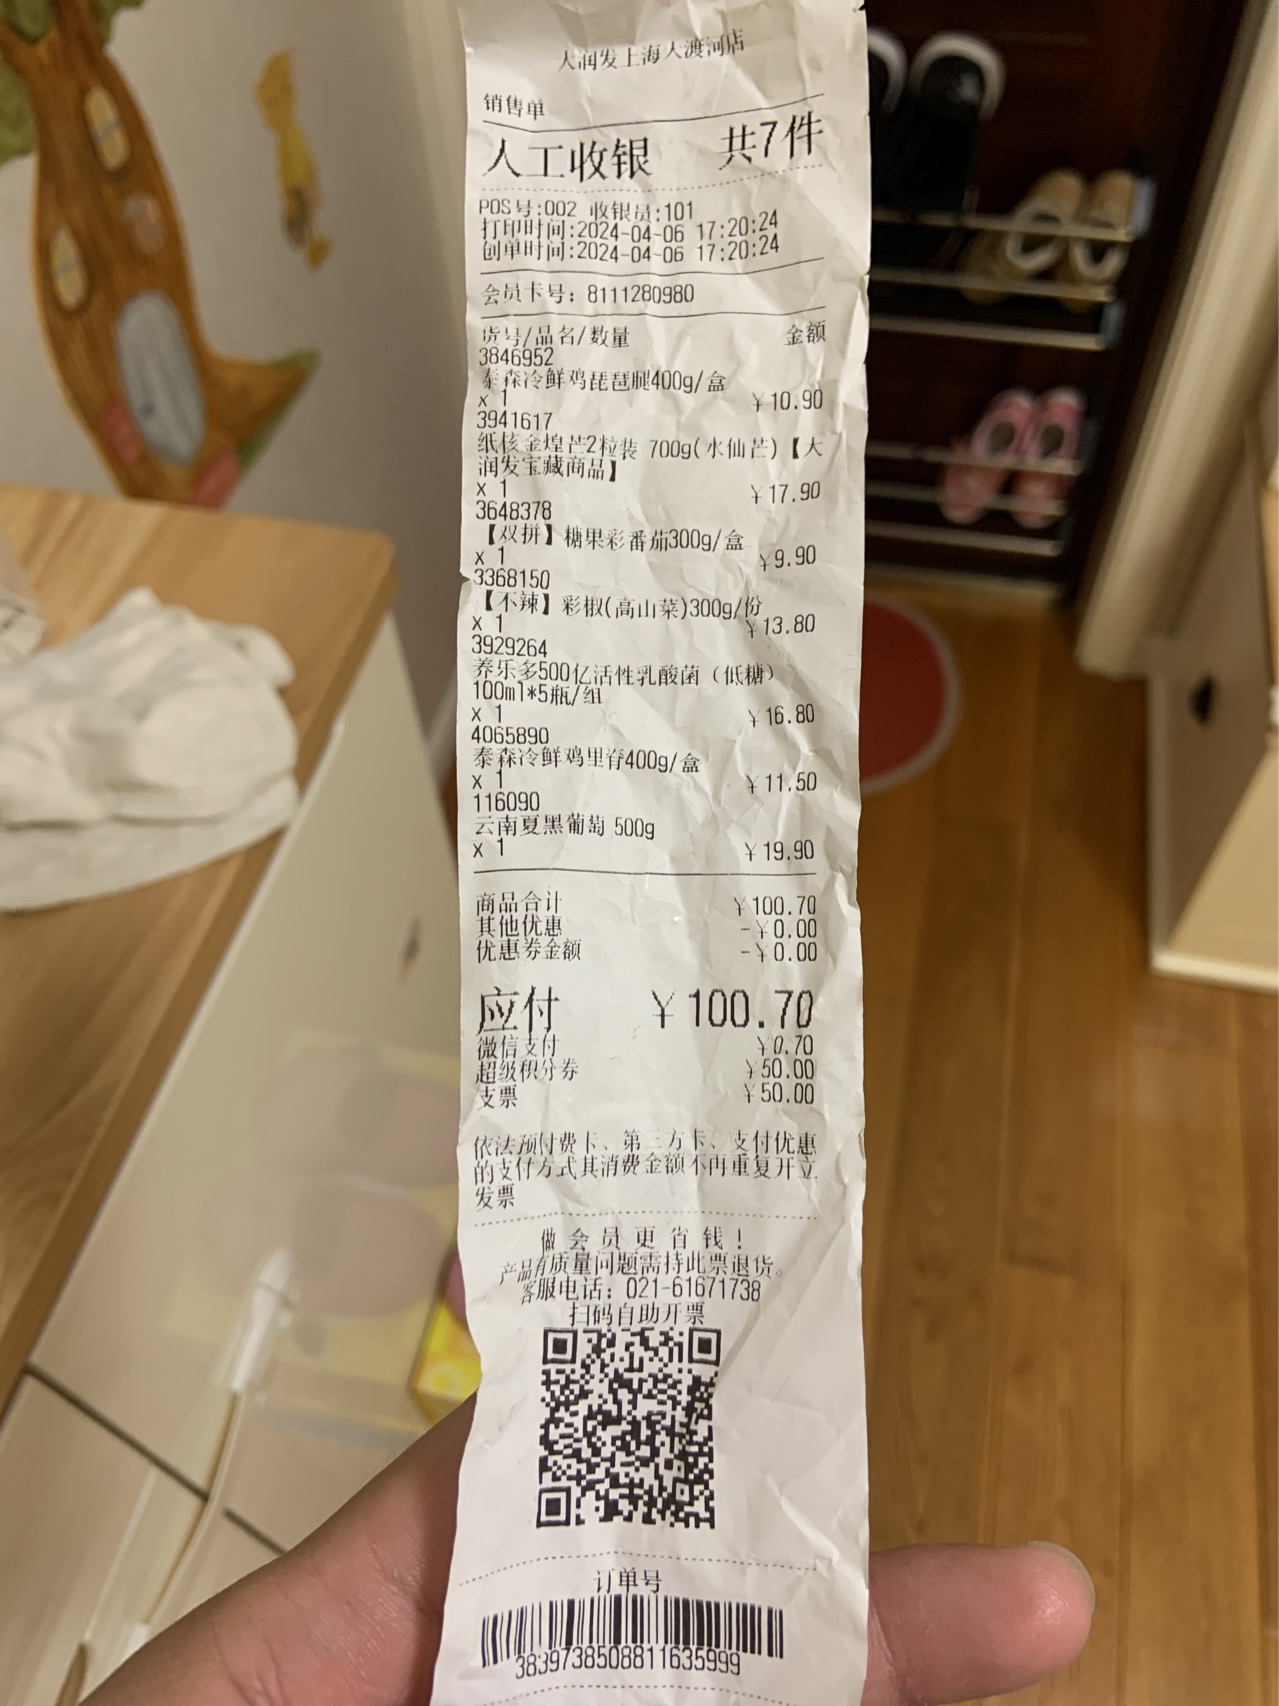 大润发上海大渡河店
销售单
人工收银 共7件
POS号:002 收银员:101
打印时间:2024-04-06 17:20:24
创单时间:2024-04-06 17:20:24
会员卡号: 8111280980
货号/品名/数量 金额
3846952
泰森冷鲜鸡琵琶腿400g/盒
x 1 ￥10.90
3941617
纸核金煌芒2粒装 700g(水仙芒)【大
润发宝藏商品】
x 1 ￥17.90
3648378
【双拼】糖果彩番茄300g/盒
x 1 ￥9.90
3368150
【不辣】彩椒(高山菜)300g/份
x 1 ￥13.80
3929264
养乐多500亿活性乳酸菌（低糖）
100ml*5瓶/组
x 1 ￥16.80
4065890
泰森冷鲜鸡里脊400g/盒
x 1 ￥11.50
116090
云南夏黑葡萄 500g
x 1 ￥19.90
商品合计 ￥100.70
其他优惠 -￥0.00
优惠券金额 -￥0.00
应付 ￥100.70
微信支付 ￥0.70
超级积分券 ￥50.00
支票 ￥50.00
依法预付费卡、第三方卡、支付优惠
的支付方式其消费金额不再重复开立
发票
做会员更省钱！
产品有质量问题需持此票退货。
客服电话: 021-61671738
扫码自助开票
订单号
3839738508811635999